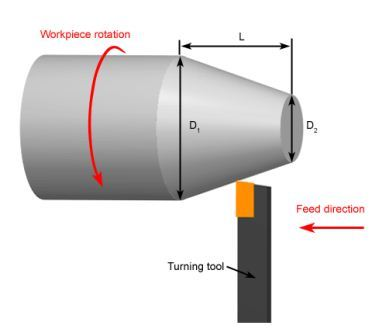 Workpiece rotation
L
D1
D2
Feed direction
Turning tool